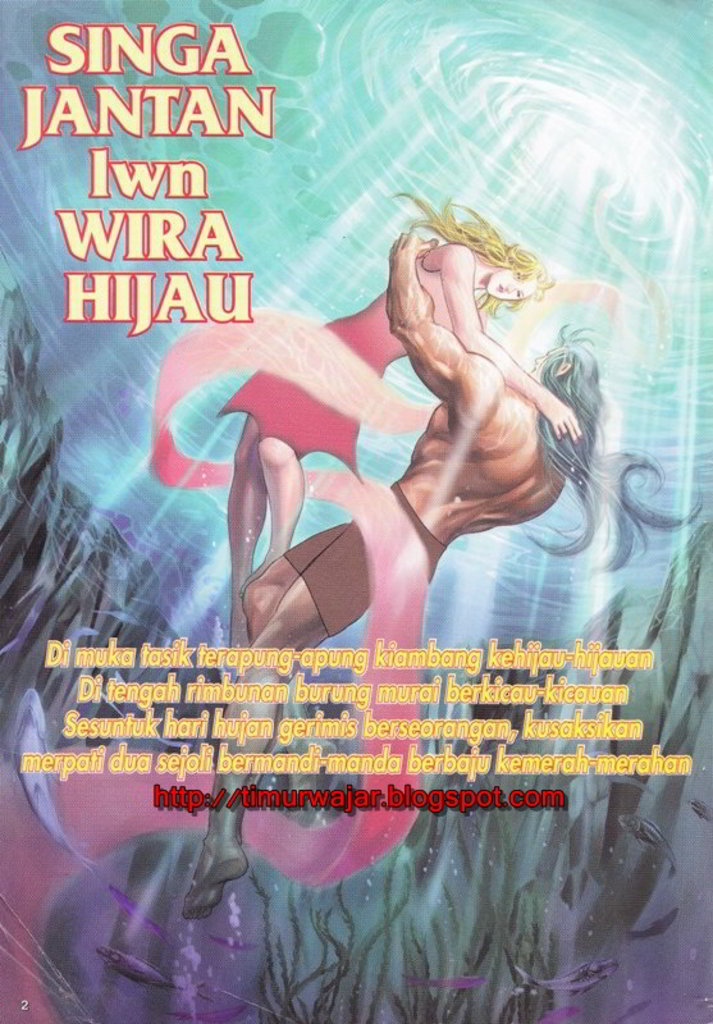 SINGA
JANTAN
lwn
WIRA
HIJAU
Di muka tasik terapung-apung kiambang kehijau-hijauan
Di tengah rimbunan burung murai berkicau-kicauan
Sesuntuk hari hujan gerimis berseorangan, kusaksikan
merpati dua sejoli bermandi-manda berbaju kemerah-merahan
http://timurwajar.blogspot.com
2